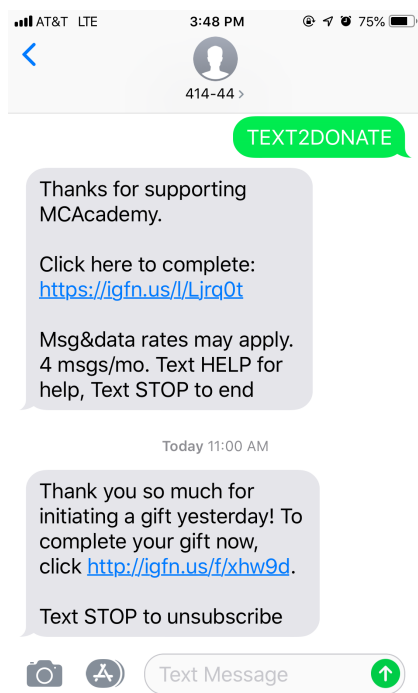 AT&T LTE 3:48 PM 75%
414-44 >
TEXT2DONATE
Thanks for supporting
MCAcademy.
Click here to complete:
https://igfn.us/l/Ljrq0t
Msg&data rates may apply.
4 msgs/mo. Text HELP for
help, Text STOP to end
Today 11:00 AM
Thank you so much for
initiating a gift yesterday! To
complete your gift now,
click http://igfn.us/f/xhw9d.
Text STOP to unsubscribe
Text Message